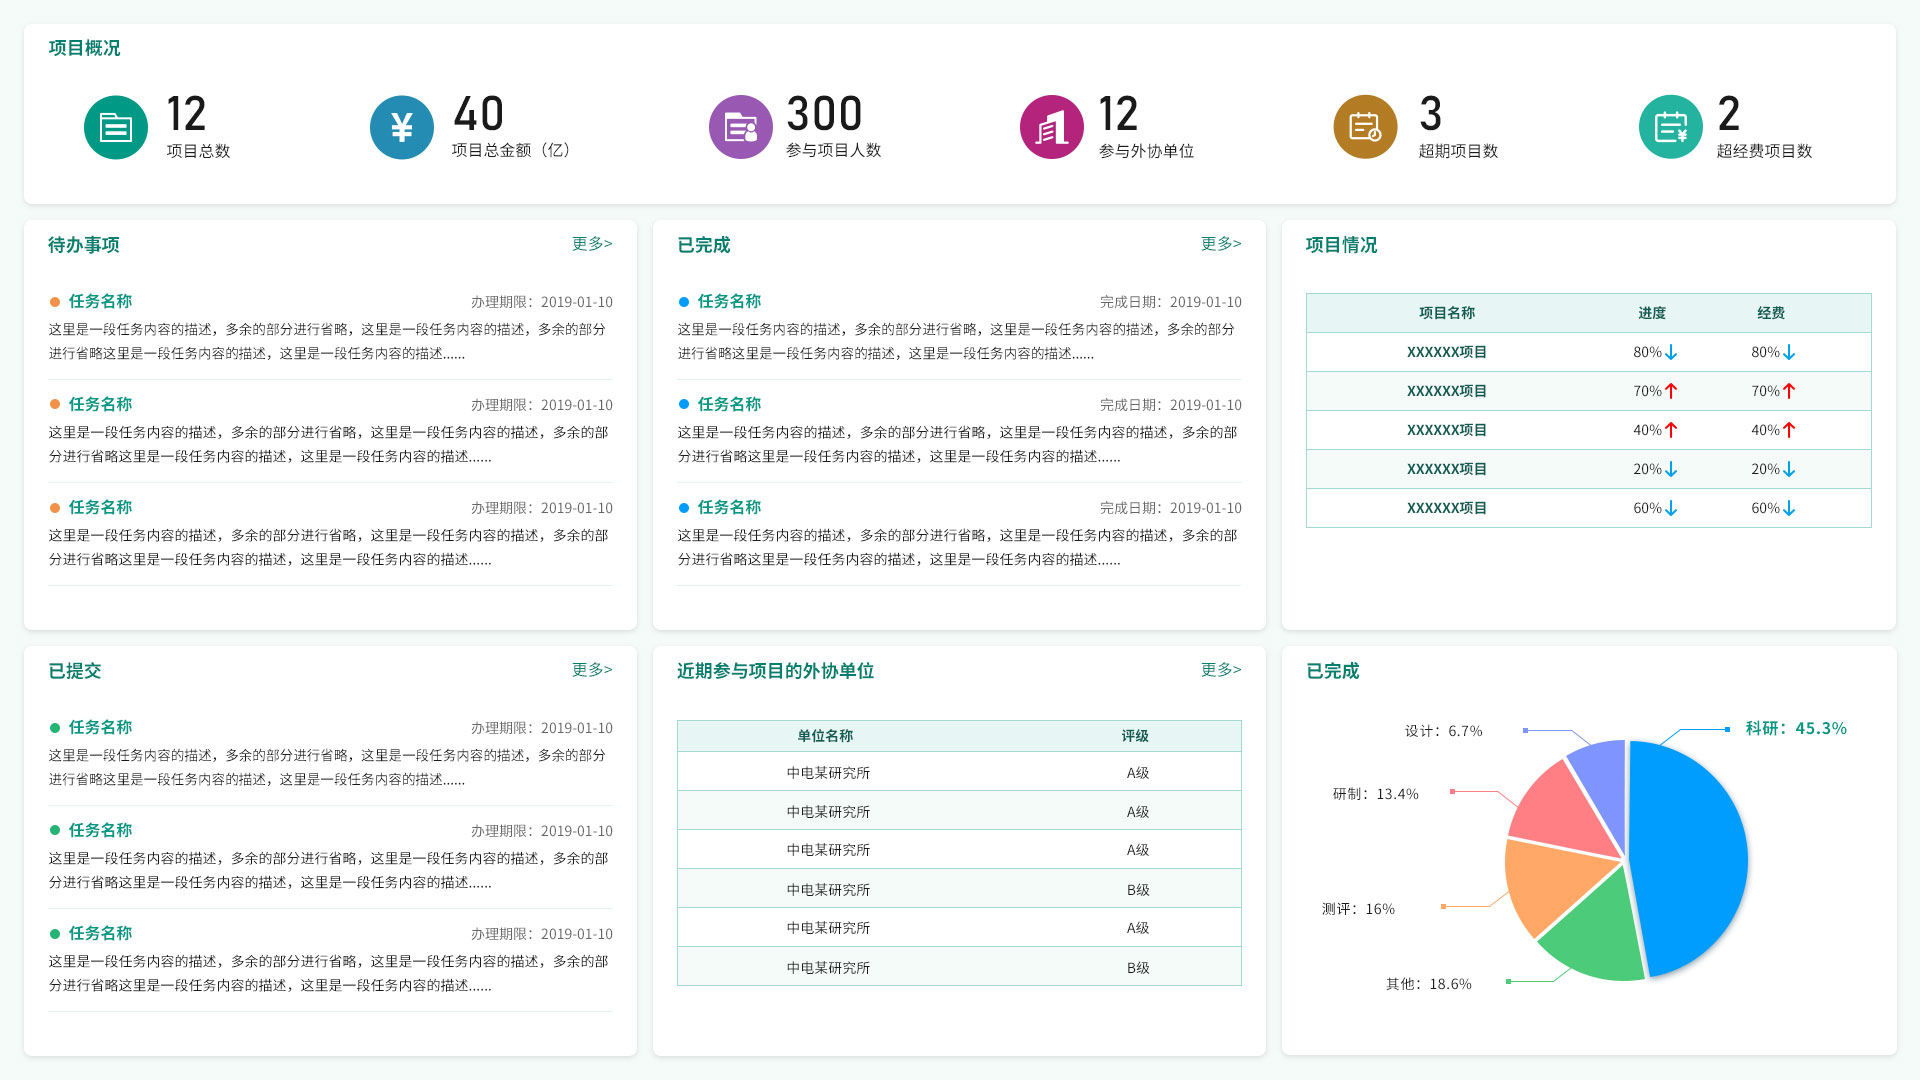 项目概况
12
项目总数
40
项目总金额（亿）
300
参与项目人数
12
参与外协单位
3
超期项目数
2
超经费项目数
待办事项
更多>
任务名称
办理期限：2019-01-10
这里是一段任务内容的描述，多余的部分进行省略，这里是一段任务内容的描述，多余的部分
进行省略这里是一段任务内容的描述，这里是一段任务内容的描述......
任务名称
办理期限：2019-01-10
这里是一段任务内容的描述，多余的部分进行省略，这里是一段任务内容的描述，多余的部
分进行省略这里是一段任务内容的描述，这里是一段任务内容的描述......
任务名称
办理期限：2019-01-10
这里是一段任务内容的描述，多余的部分进行省略，这里是一段任务内容的描述，多余的部
分进行省略这里是一段任务内容的描述，这里是一段任务内容的描述......
已完成
更多>
任务名称
完成日期：2019-01-10
这里是一段任务内容的描述，多余的部分进行省略，这里是一段任务内容的描述，多余的部分
进行省略这里是一段任务内容的描述，这里是一段任务内容的描述......
任务名称
完成日期：2019-01-10
这里是一段任务内容的描述，多余的部分进行省略，这里是一段任务内容的描述，多余的部
分进行省略这里是一段任务内容的描述，这里是一段任务内容的描述......
任务名称
完成日期：2019-01-10
这里是一段任务内容的描述，多余的部分进行省略，这里是一段任务内容的描述，多余的部
分进行省略这里是一段任务内容的描述，这里是一段任务内容的描述......
项目情况
项目名称 进度 经费
XXXXXX项目 80% 80%
XXXXXX项目 70% 70%
XXXXXX项目 40% 40%
XXXXXX项目 20% 20%
XXXXXX项目 60% 60%
已提交
更多>
任务名称
办理期限：2019-01-10
这里是一段任务内容的描述，多余的部分进行省略，这里是一段任务内容的描述，多余的部分
进行省略这里是一段任务内容的描述，这里是一段任务内容的描述......
任务名称
办理期限：2019-01-10
这里是一段任务内容的描述，多余的部分进行省略，这里是一段任务内容的描述，多余的部
分进行省略这里是一段任务内容的描述，这里是一段任务内容的描述......
任务名称
办理期限：2019-01-10
这里是一段任务内容的描述，多余的部分进行省略，这里是一段任务内容的描述，多余的部
分进行省略这里是一段任务内容的描述，这里是一段任务内容的描述......
近期参与项目的外协单位
更多>
单位名称 评级
中电某研究所 A级
中电某研究所 A级
中电某研究所 A级
中电某研究所 B级
中电某研究所 A级
中电某研究所 B级
已完成
设计：6.7%
科研：45.3%
研制：13.4%
测评：16%
其他：18.6%